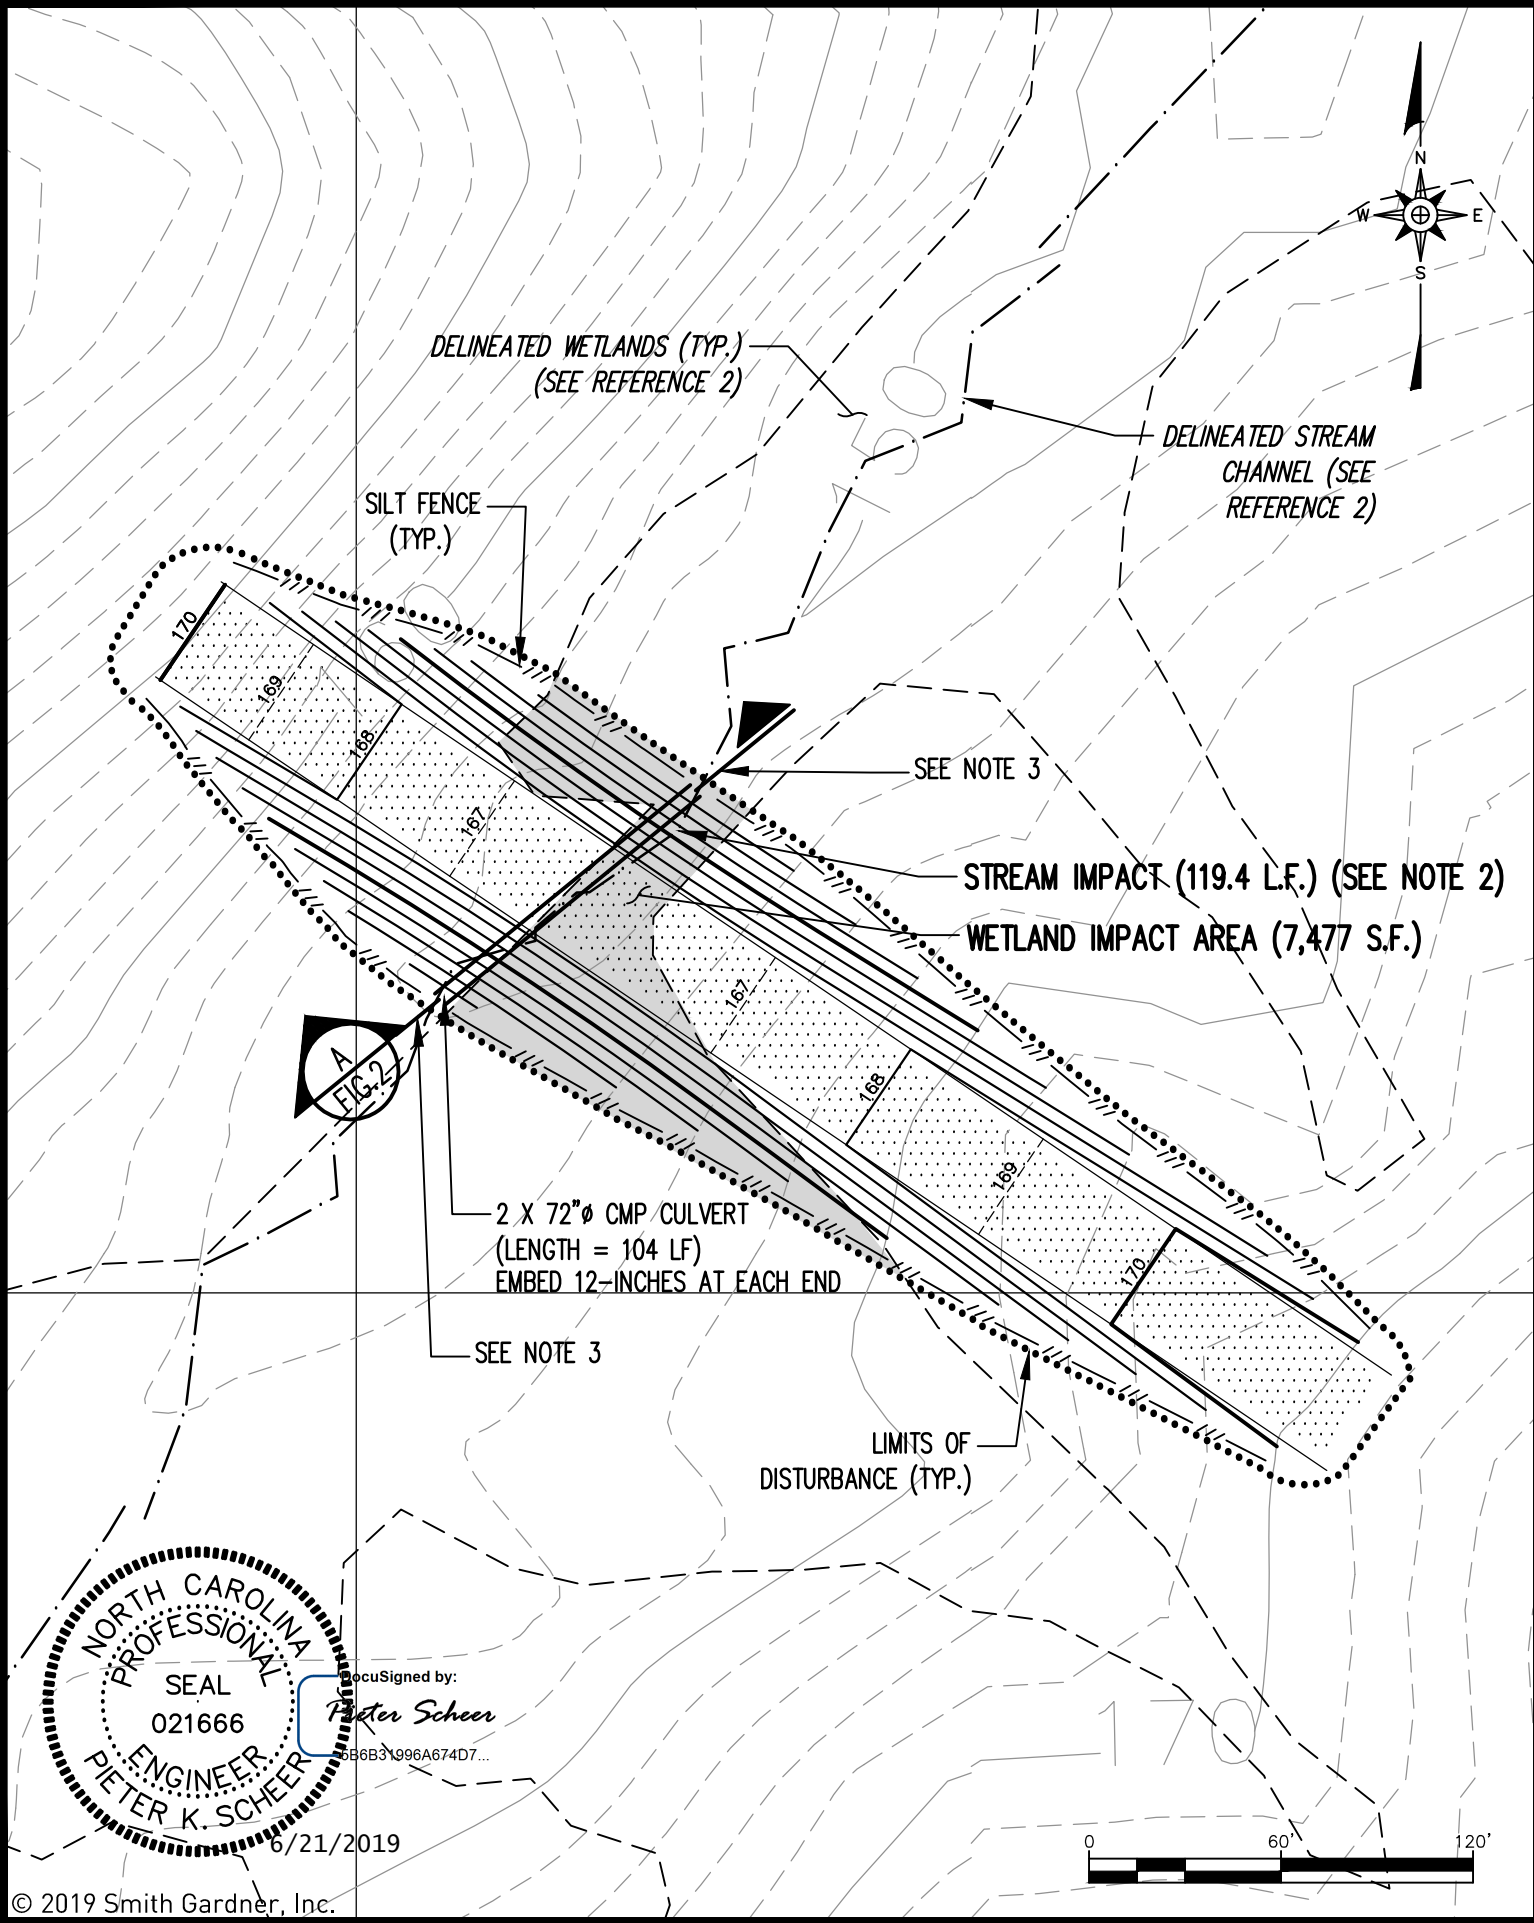 N
W
E
S
DELINEATED WETLANDS (TYP.)
(SEE REFERENCE 2)
DELINEATED STREAM
CHANNEL (SEE
REFERENCE 2)
SILT FENCE
(TYP.)
170
169
168
167
SEE NOTE 3
STREAM IMPACT (119.4 L.F.) (SEE NOTE 2)
WETLAND IMPACT AREA (7,477 S.F.)
167
168
169
170
A
FIG.2
2 X 72"Ø CMP CULVERT
(LENGTH = 104 LF)
EMBED 12-INCHES AT EACH END
SEE NOTE 3
LIMITS OF
DISTURBANCE (TYP.)
170
NORTH CAROLINA
PROFESSIONAL
SEAL
021666
ENGINEER
PIETER K. SCHEER
DocuSigned by:
Pieter Scheer
5B6B31996A674D7...
6/21/2019
0 60' 120'
© 2019 Smith Gardner, Inc.